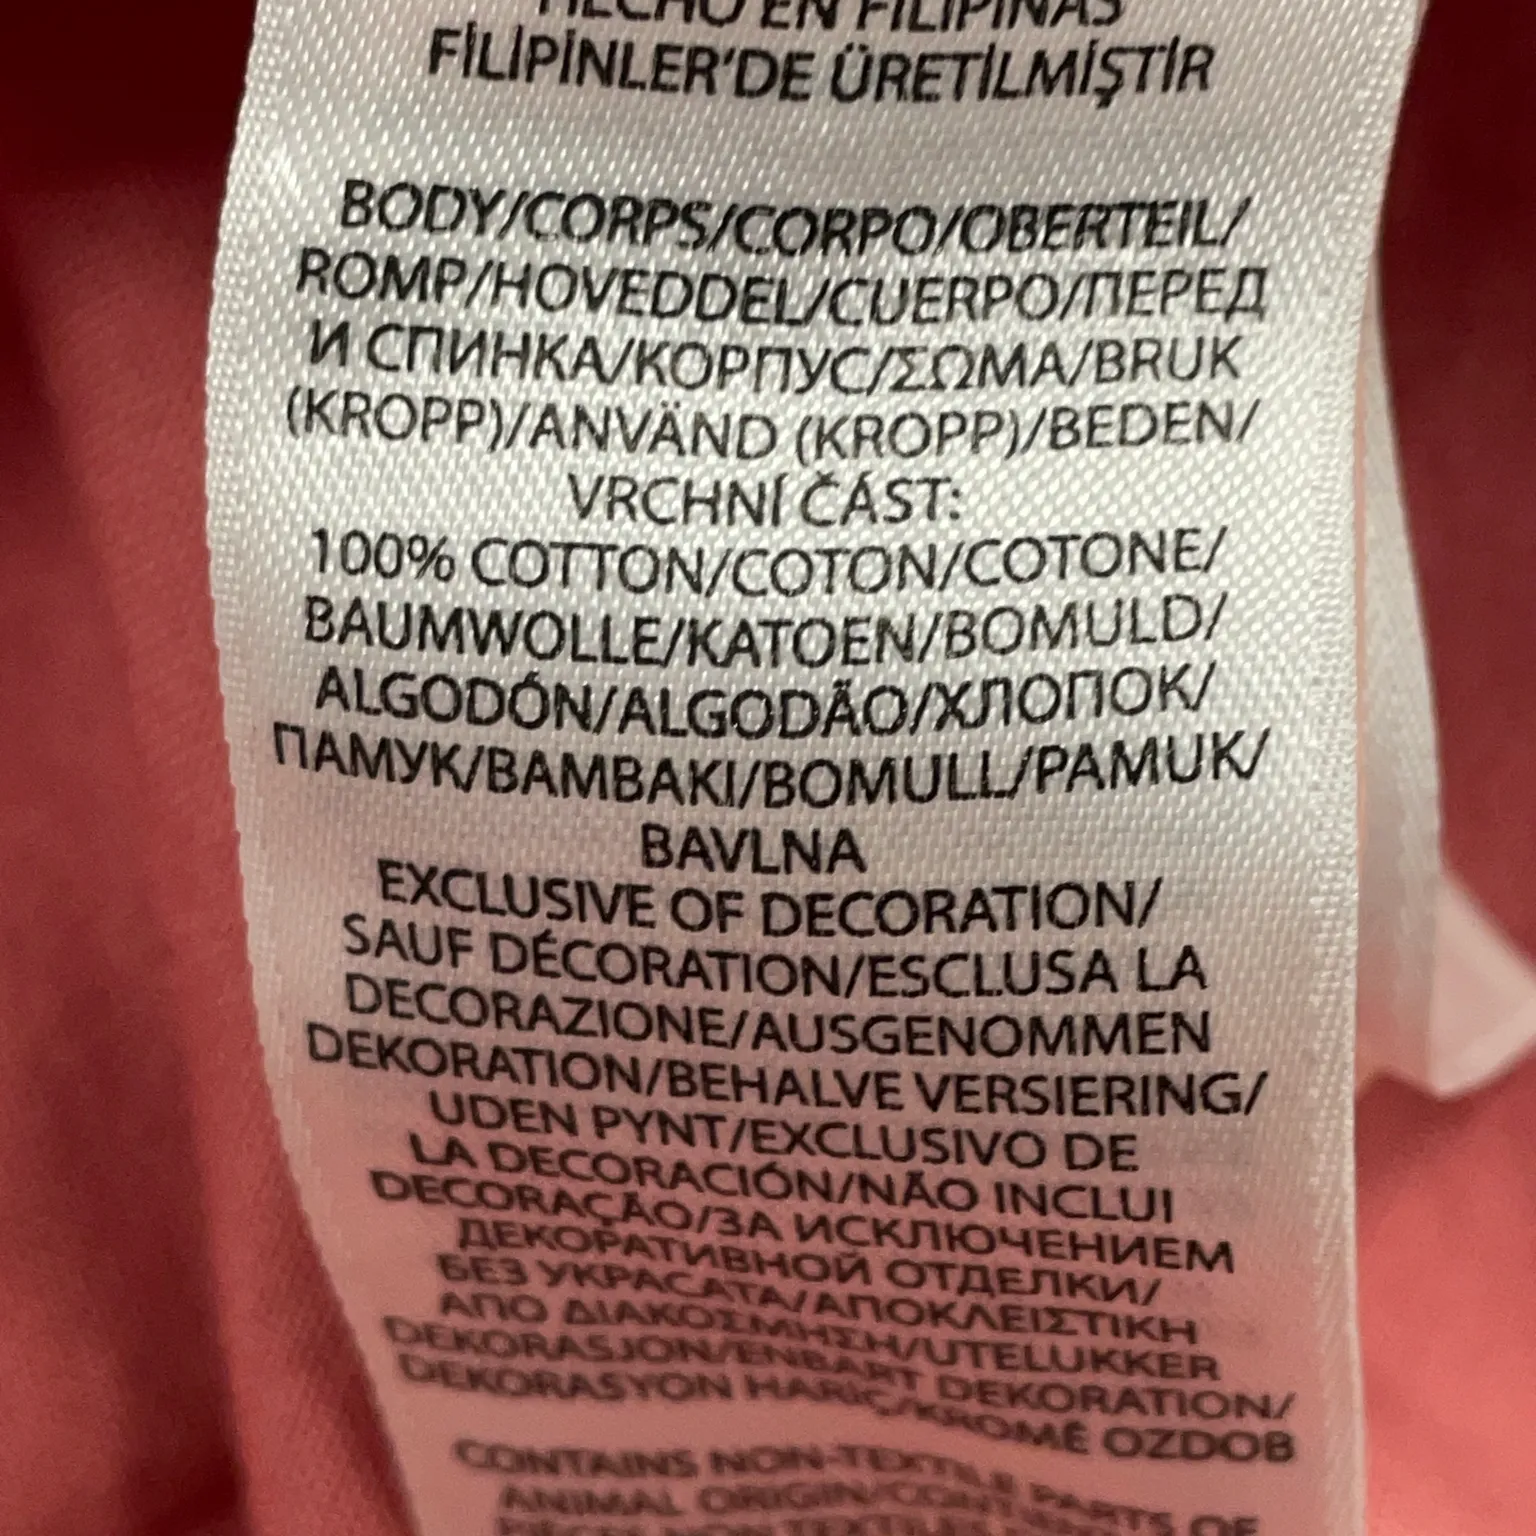 HECHO EN FILIPINAS
FİLİPİNLER'DE ÜRETİLMİŞTİR
BODY/CORPS/CORPO/OBERTEIL/
ROMP/HOVEDDEL/CUERPO/ПЕРЕД
И СПИНКА/КОРПУС/ΣΩΜΑ/BRUK
(KROPP)/ANVÄND (KROPP)/BEDEN/
VRCHNÍ ČÁST:
100% COTTON/COTON/COTONE/
BAUMWOLLE/KATOEN/BOMULD/
ALGODÓN/ALGODÃO/ХЛОПОК/
ПАМУК/BAMBAKI/BOMULL/PAMUK/
BAVLNA
EXCLUSIVE OF DECORATION/
SAUF DÉCORATION/ESCLUSA LA
DECORAZIONE/AUSGENOMMEN
DEKORATION/BEHALVE VERSIERING/
UDEN PYNT/EXCLUSIVO DE
LA DECORACIÓN/NÃO INCLUI
DECORAÇÃO/ЗА ИСКЛЮЧЕНИЕМ
ДЕКОРАТИВНОЙ ОТДЕЛКИ/
БЕЗ УКРАСАТА/ΑΠΟΚΛΕΙΣΤΙΚΗ
ΑΠΟ ΔΙΑΚΟΣΜΗΣΗ/UTELUKKER
DEKORASJON/ENBART DEKORATION/
DEKORASYON HARİÇ/KROMĚ OZDOB
CONTAINS NON-TEXTILE PARTS OF
ANIMAL ORIGIN/